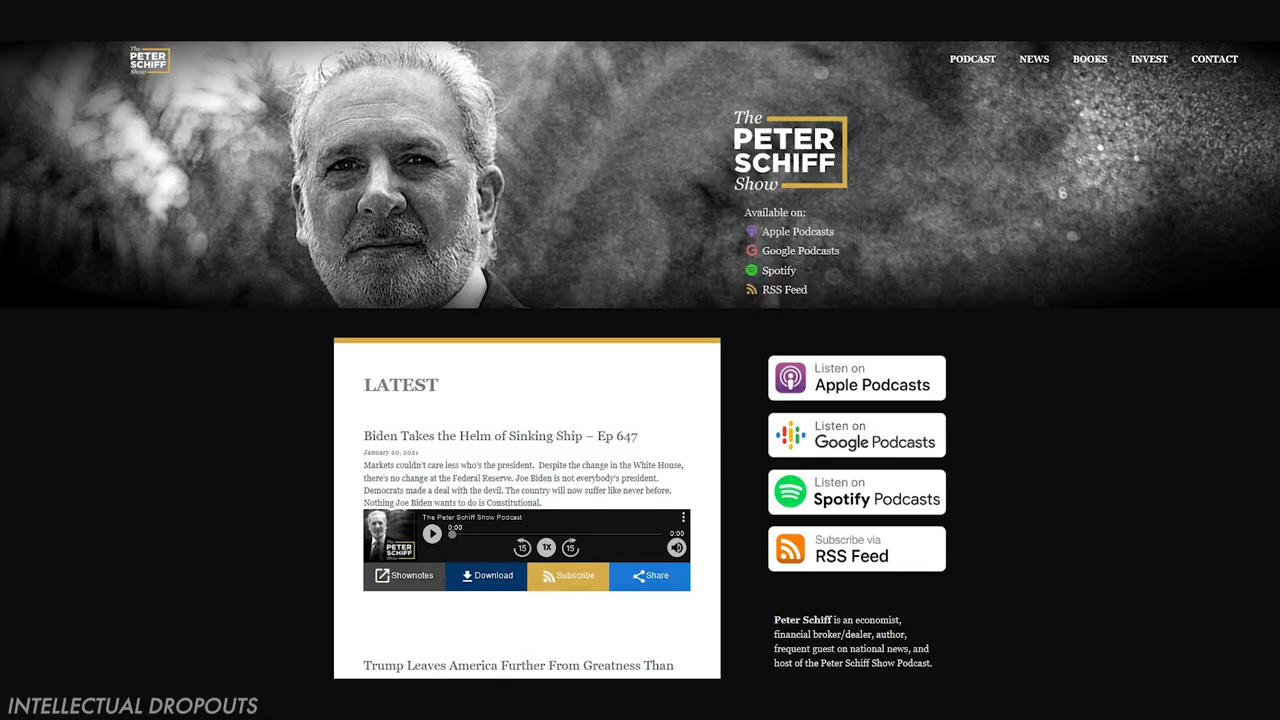 The
PETER
SCHIFF
Show
PODCAST NEWS BOOKS INVEST CONTACT
The
PETER
SCHIFF
Show
Available on:
Apple Podcasts
Google Podcasts
Spotify
RSS Feed
LATEST
Biden Takes the Helm of Sinking Ship – Ep 647
January 20, 2021
Markets couldn't care less who's the president. Despite the change in the White House,
there's no change at the Federal Reserve. Joe Biden is not everybody's president.
Democrats made a deal with the devil. The country will now suffer like never before.
Nothing Joe Biden wants to do is Constitutional.
The Peter Schiff Show Podcast
0:00
0:00
15 1X 15
PETER
SCHIFF
Shownotes Download Subscribe Share
Trump Leaves America Further From Greatness Than
Listen on
Apple Podcasts
Listen on
Google Podcasts
Listen on
Spotify Podcasts
Subscribe via
RSS Feed
Peter Schiff is an economist,
financial broker/dealer, author,
frequent guest on national news, and
host of the Peter Schiff Show Podcast.
INTELLECTUAL DROPOUTS